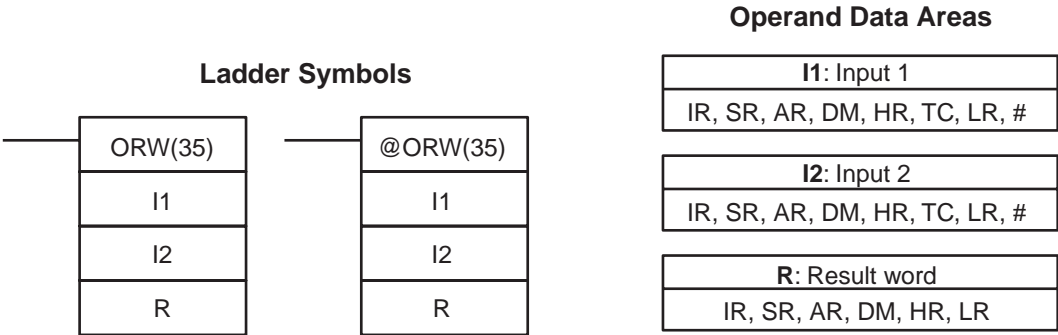 Operand Data Areas
Ladder Symbols
ORW(35)
I1
I2
R
@ORW(35)
I1
I2
R
I1: Input 1
IR, SR, AR, DM, HR, TC, LR, #
I2: Input 2
IR, SR, AR, DM, HR, TC, LR, #
R: Result word
IR, SR, AR, DM, HR, LR